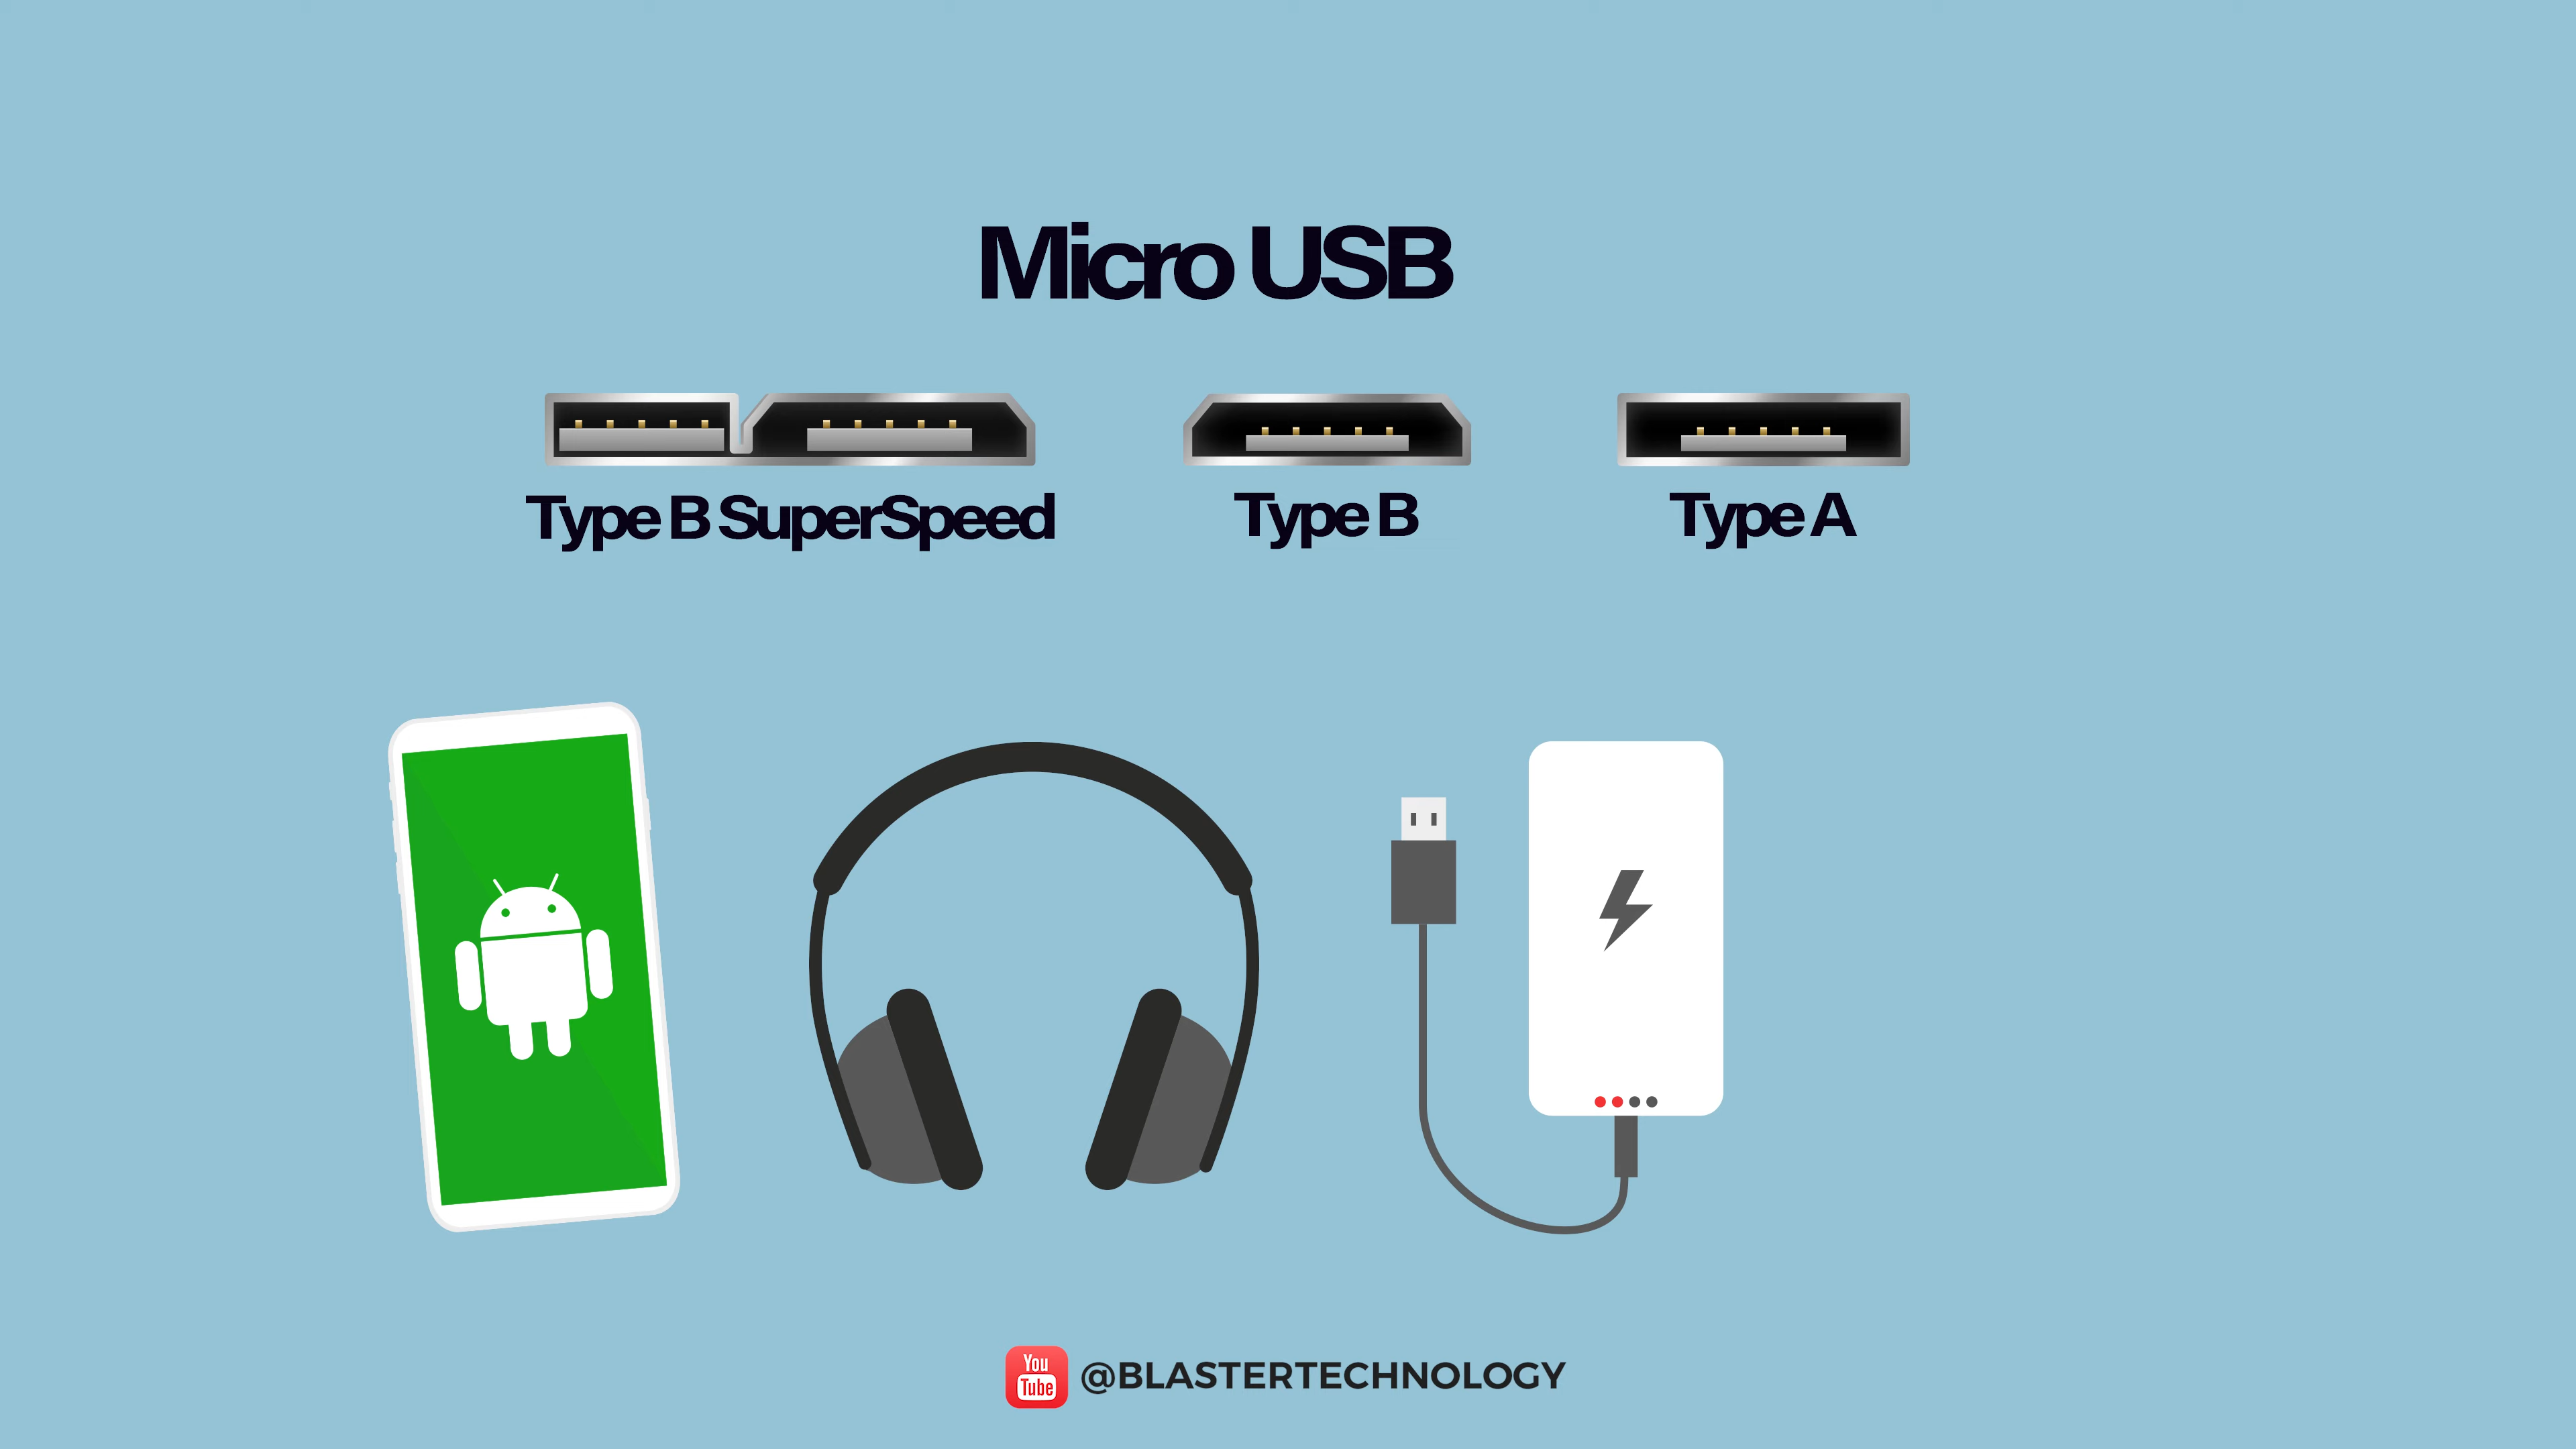 Micro USB
Type B SuperSpeed
Type B
Type A
You
Tube
@BLASTERTECHNOLOGY